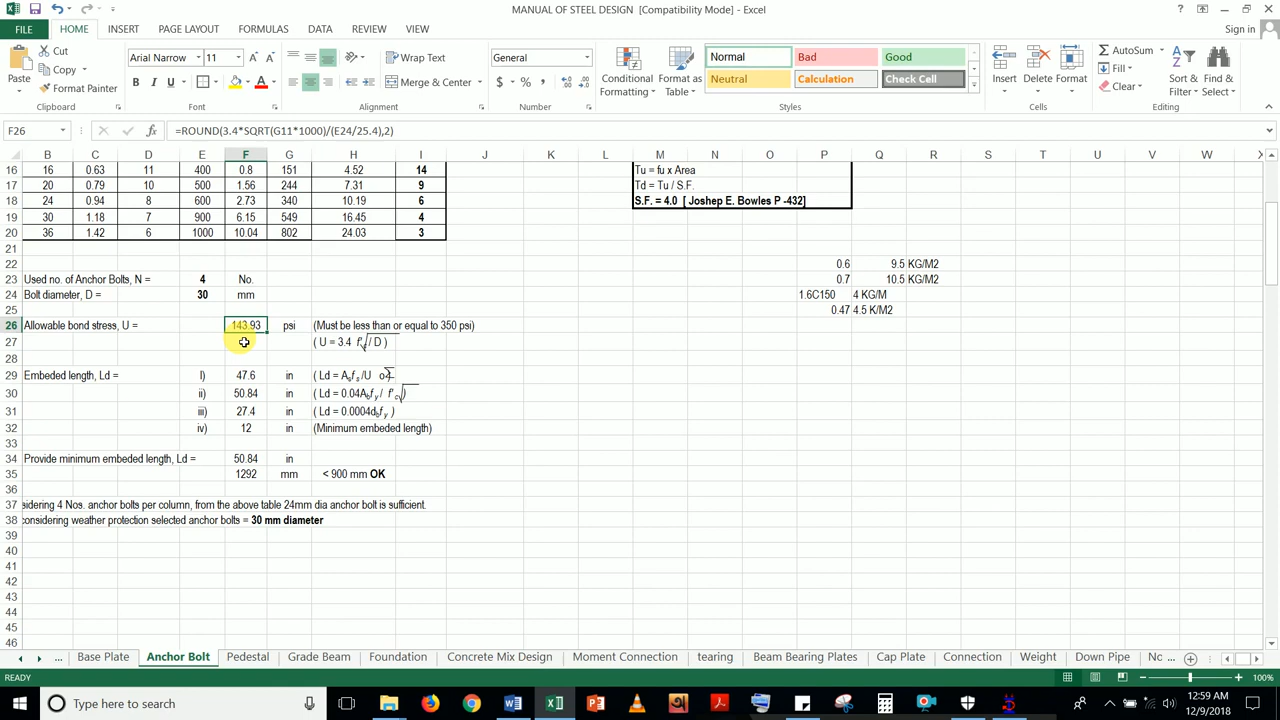 MANUAL OF STEEL DESIGN [Compatibility Mode] - Excel
FILE HOME INSERT PAGE LAYOUT FORMULAS DATA REVIEW VIEW Sign in
Cut
Copy
Format Painter
Paste
Clipboard
Arial Narrow 11
B I U
Font
Wrap Text
Merge & Center
Alignment
General
$ % ,
Number
Conditional Formatting
Format as Table
Normal Bad Good
Neutral Calculation Check Cell
Styles
Insert Delete Format
Cells
AutoSum
Fill
Clear
Sort & Filter
Find & Select
Editing
F26 =ROUND(3.4*SQRT(G11*1000)/(E24/25.4),2)
B C D E F G H I J K L M N O P Q R S T U V W
16 16 0.63 11 400 0.8 151 4.52 14 Tu = fu x Area
17 20 0.79 10 500 1.56 244 7.31 9 Td = Tu / S.F.
18 24 0.94 8 600 2.73 340 10.19 6 S.F. = 4.0 [ Joshep E. Bowles P -432]
19 30 1.18 7 900 6.15 549 16.45 4
20 36 1.42 6 1000 10.04 802 24.03 3
21
22 0.6 9.5 KG/M2
23 Used no. of Anchor Bolts, N = 4 No. 0.7 10.5 KG/M2
24 Bolt diameter, D = 30 mm 1.6C150 4 KG/M
25 0.47 4.5 K/M2
26 Allowable bond stress, U = 143.93 psi (Must be less than or equal to 350 psi)
27 ( U = 3.4 f'c √ / D )
28
29 Embeded length, Ld = I) 47.6 in ( Ld = Asfs /U o∑
30 ii) 50.84 in ( Ld = 0.04Abfy / f'c √ )
31 iii) 27.4 in ( Ld = 0.0004dbfy )
32 iv) 12 in (Minimum embeded length)
33
34 Provide minimum embeded length, Ld = 50.84 in
35 1292 mm < 900 mm OK
36
37 sidering 4 Nos. anchor bolts per column, from the above table 24mm dia anchor bolt is sufficient.
38 considering weather protection selected anchor bolts = 30 mm diameter
39
40
41
42
43
44
45
46
... Base Plate Anchor Bolt Pedestal Grade Beam Foundation Concrete Mix Design Moment Connection tearing Beam Bearing Plates Cap Plate Connection Weight Down Pipe Nc
READY 100%
Type here to search
12:59 AM
12/9/2018